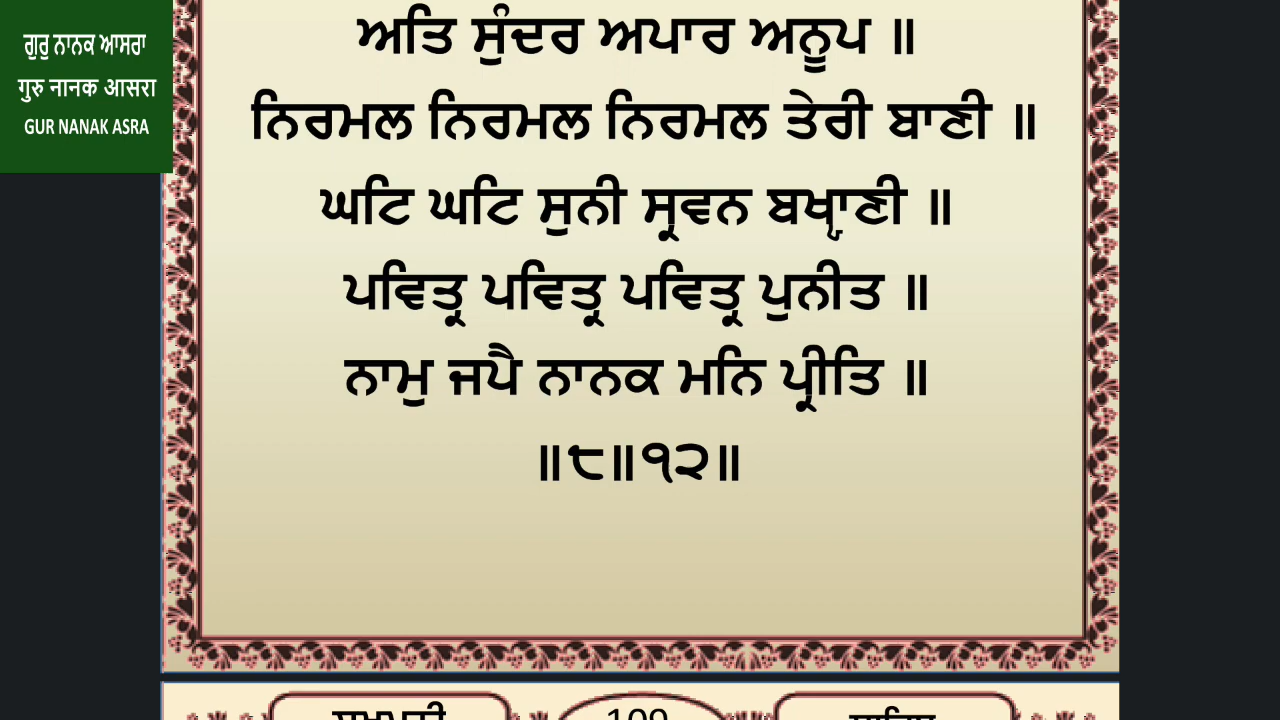 ਗੁਰੁ ਨਾਨਕ ਆਸਰਾ
गुरु नानक आसरा
GUR NANAK ASRA
ਅਤਿ ਸੁੰਦਰ ਅਪਾਰ ਅਨੂਪ ॥
ਨਿਰਮਲ ਨਿਰਮਲ ਨਿਰਮਲ ਤੇਰੀ ਬਾਣੀ ॥
ਘਟਿ ਘਟਿ ਸੁਨੀ ਸ੍ਰਵਨ ਬਖ੍ਯਾਣੀ ॥
ਪਵਿਤ੍ਰ ਪਵਿਤ੍ਰ ਪਵਿਤ੍ਰ ਪੁਨੀਤ ॥
ਨਾਮੁ ਜਪੈ ਨਾਨਕ ਮਨਿ ਪ੍ਰੀਤਿ ॥
॥੮॥੧੨॥
109